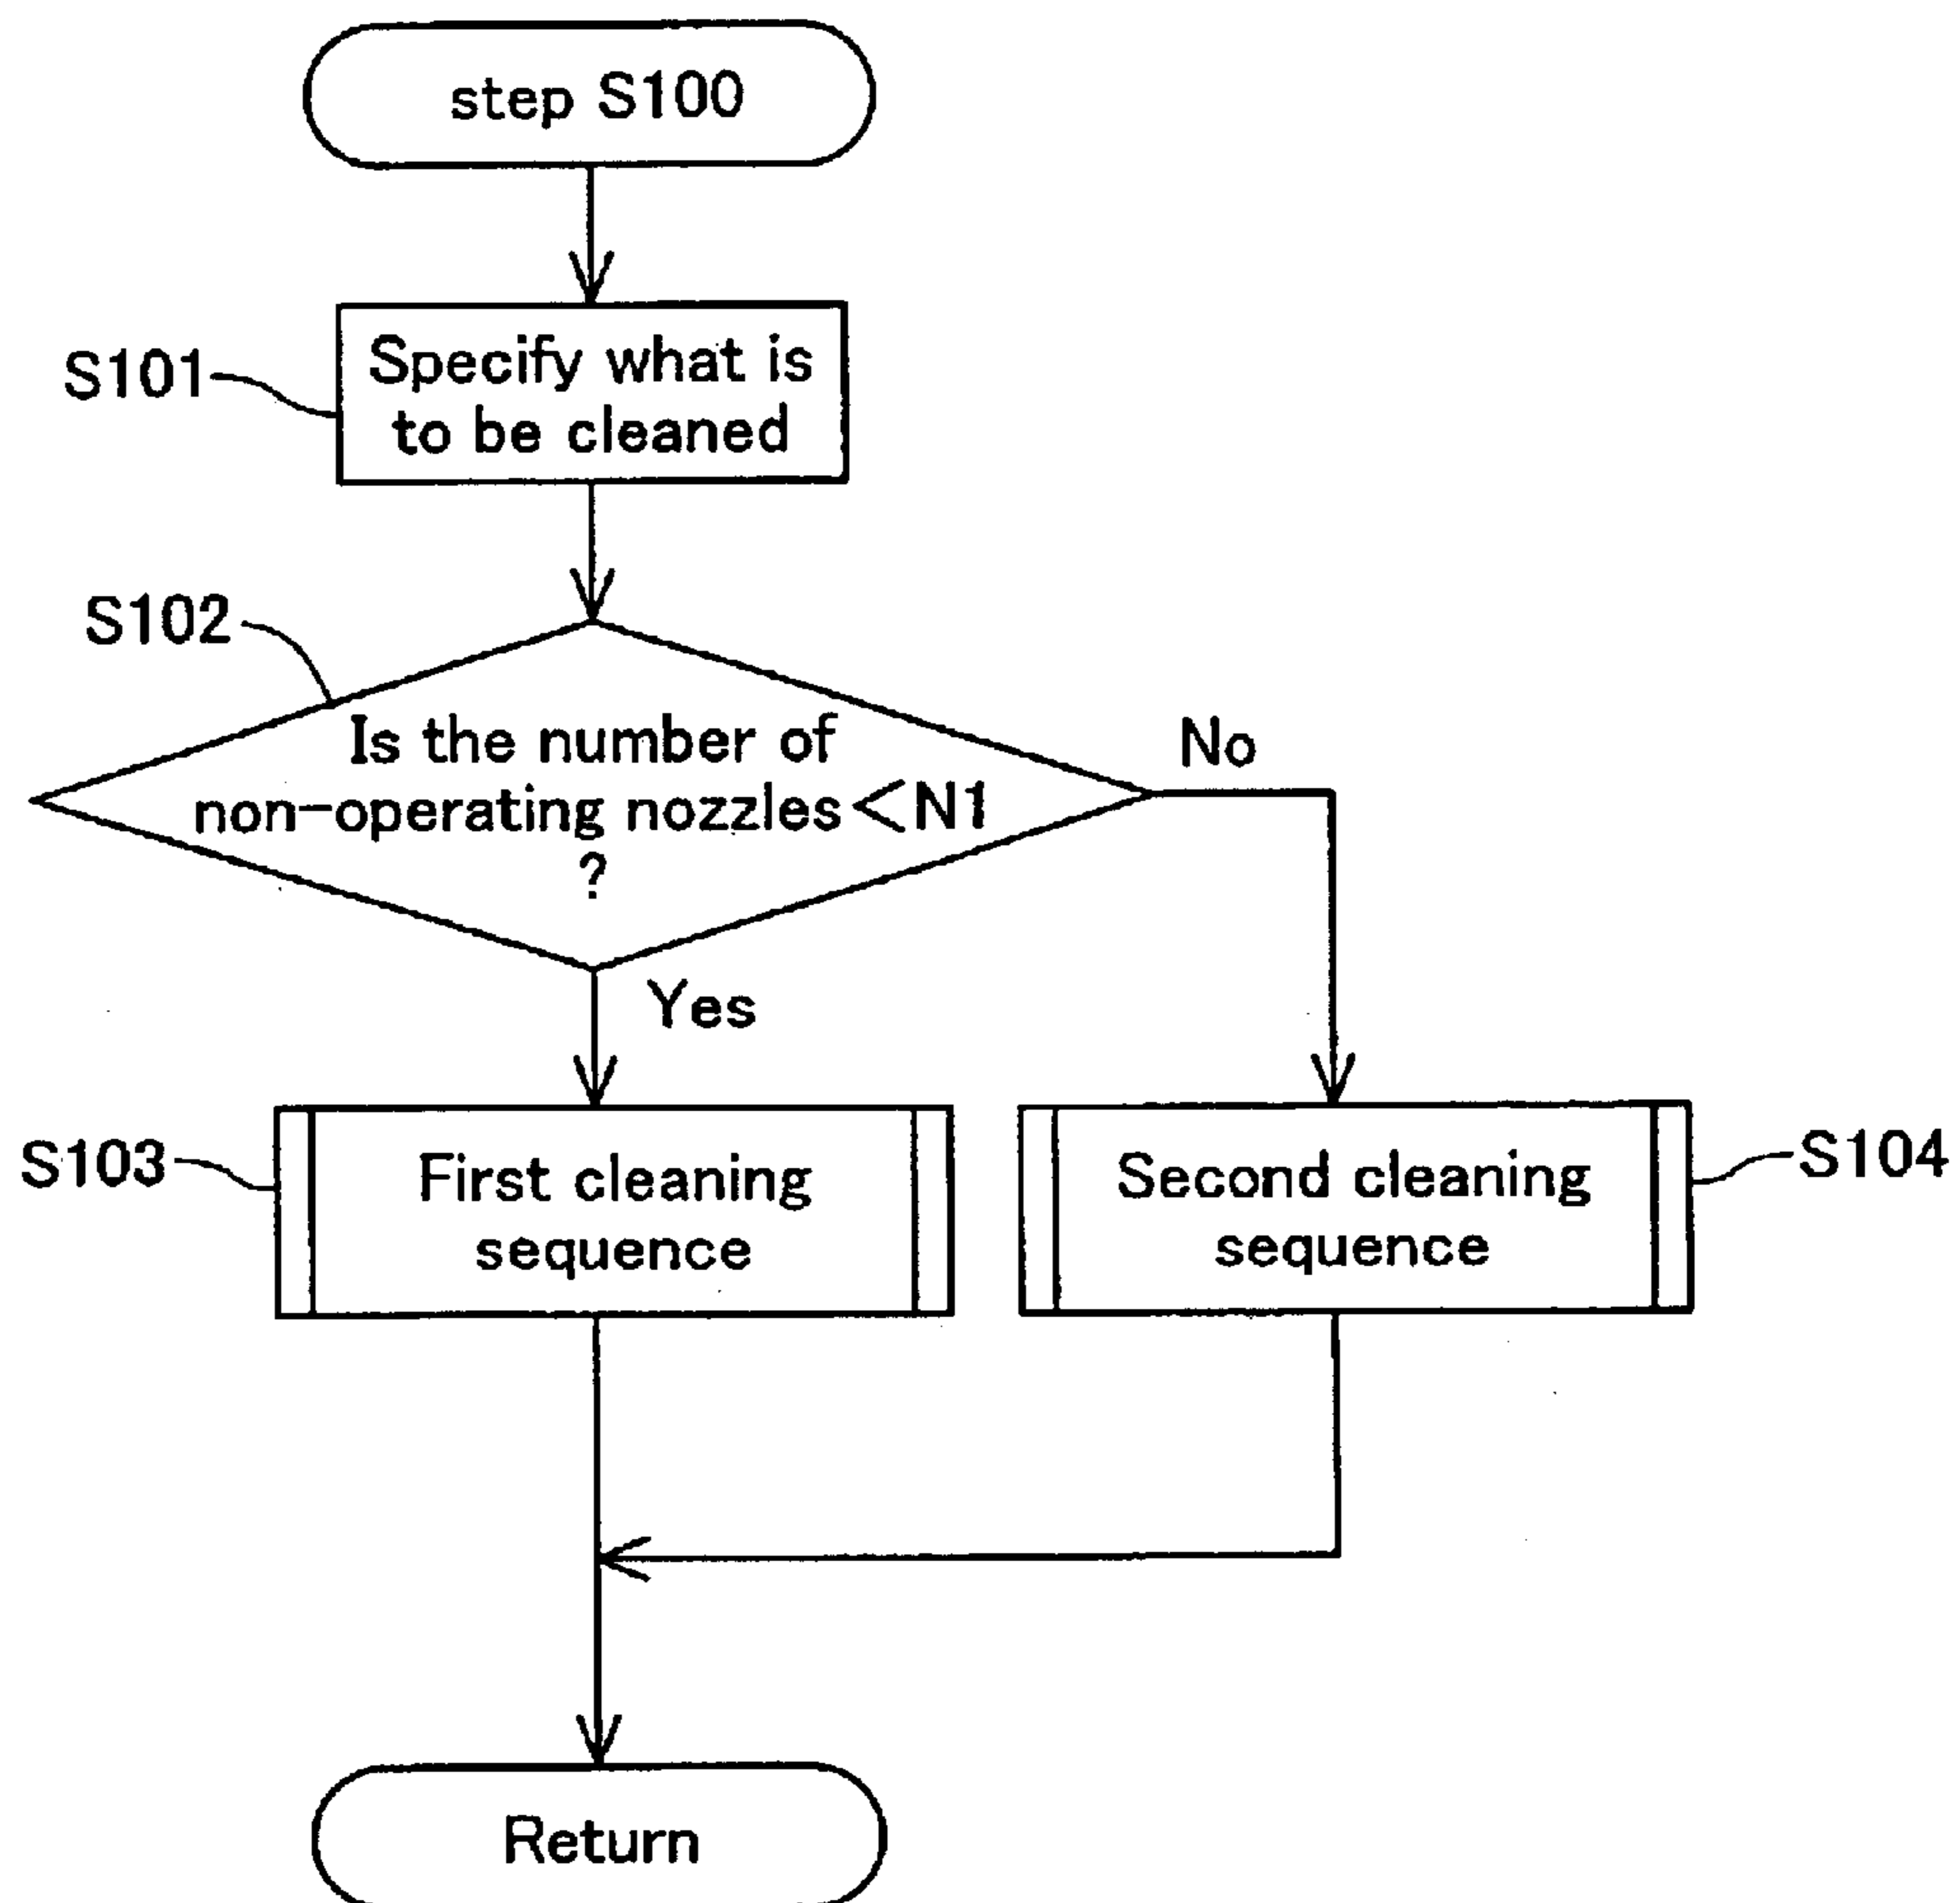 step S100
S101
Specify what is
to be cleaned
S102
Is the number of
non-operating nozzles<N1
?
No
Yes
S103
First cleaning
sequence
Second cleaning
sequence
S104
Return